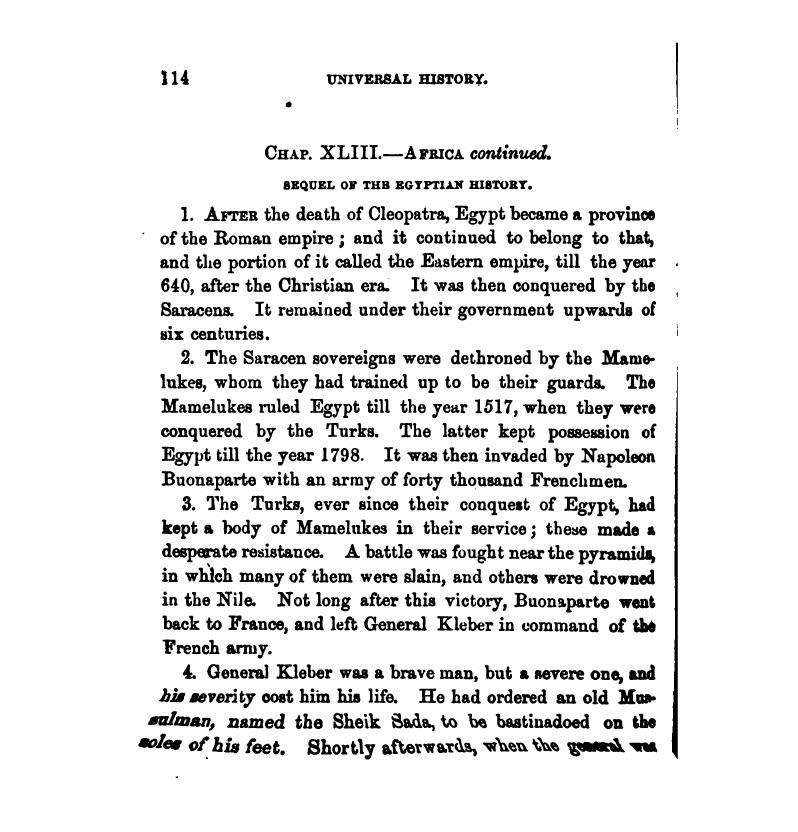 114 UNIVERSAL HISTORY.
CHAP. XLIII.—AFRICA continued.
SEQUEL OF THE EGYPTIAN HISTORY.
1. AFTER the death of Cleopatra, Egypt became a province
of the Roman empire ; and it continued to belong to that,
and the portion of it called the Eastern empire, till the year
640, after the Christian era. It was then conquered by the
Saracens. It remained under their government upwards of
six centuries.
2. The Saracen sovereigns were dethroned by the Mame-
lukes, whom they had trained up to be their guards. The
Mamelukes ruled Egypt till the year 1517, when they were
conquered by the Turks. The latter kept possession of
Egypt till the year 1798. It was then invaded by Napoleon
Buonaparte with an army of forty thousand Frenchmen.
3. The Turks, ever since their conquest of Egypt, had
kept a body of Mamelukes in their service ; these made a
desperate resistance. A battle was fought near the pyramids,
in which many of them were slain, and others were drowned
in the Nile. Not long after this victory, Buonaparte went
back to France, and left General Kleber in command of the
French army.
4. General Kleber was a brave man, but a severe one, and
his severity cost him his life. He had ordered an old Mus-
sulman, named the Sheik Sada, to be bastinadoed on the
soles of his feet. Shortly afterwards, when the general was